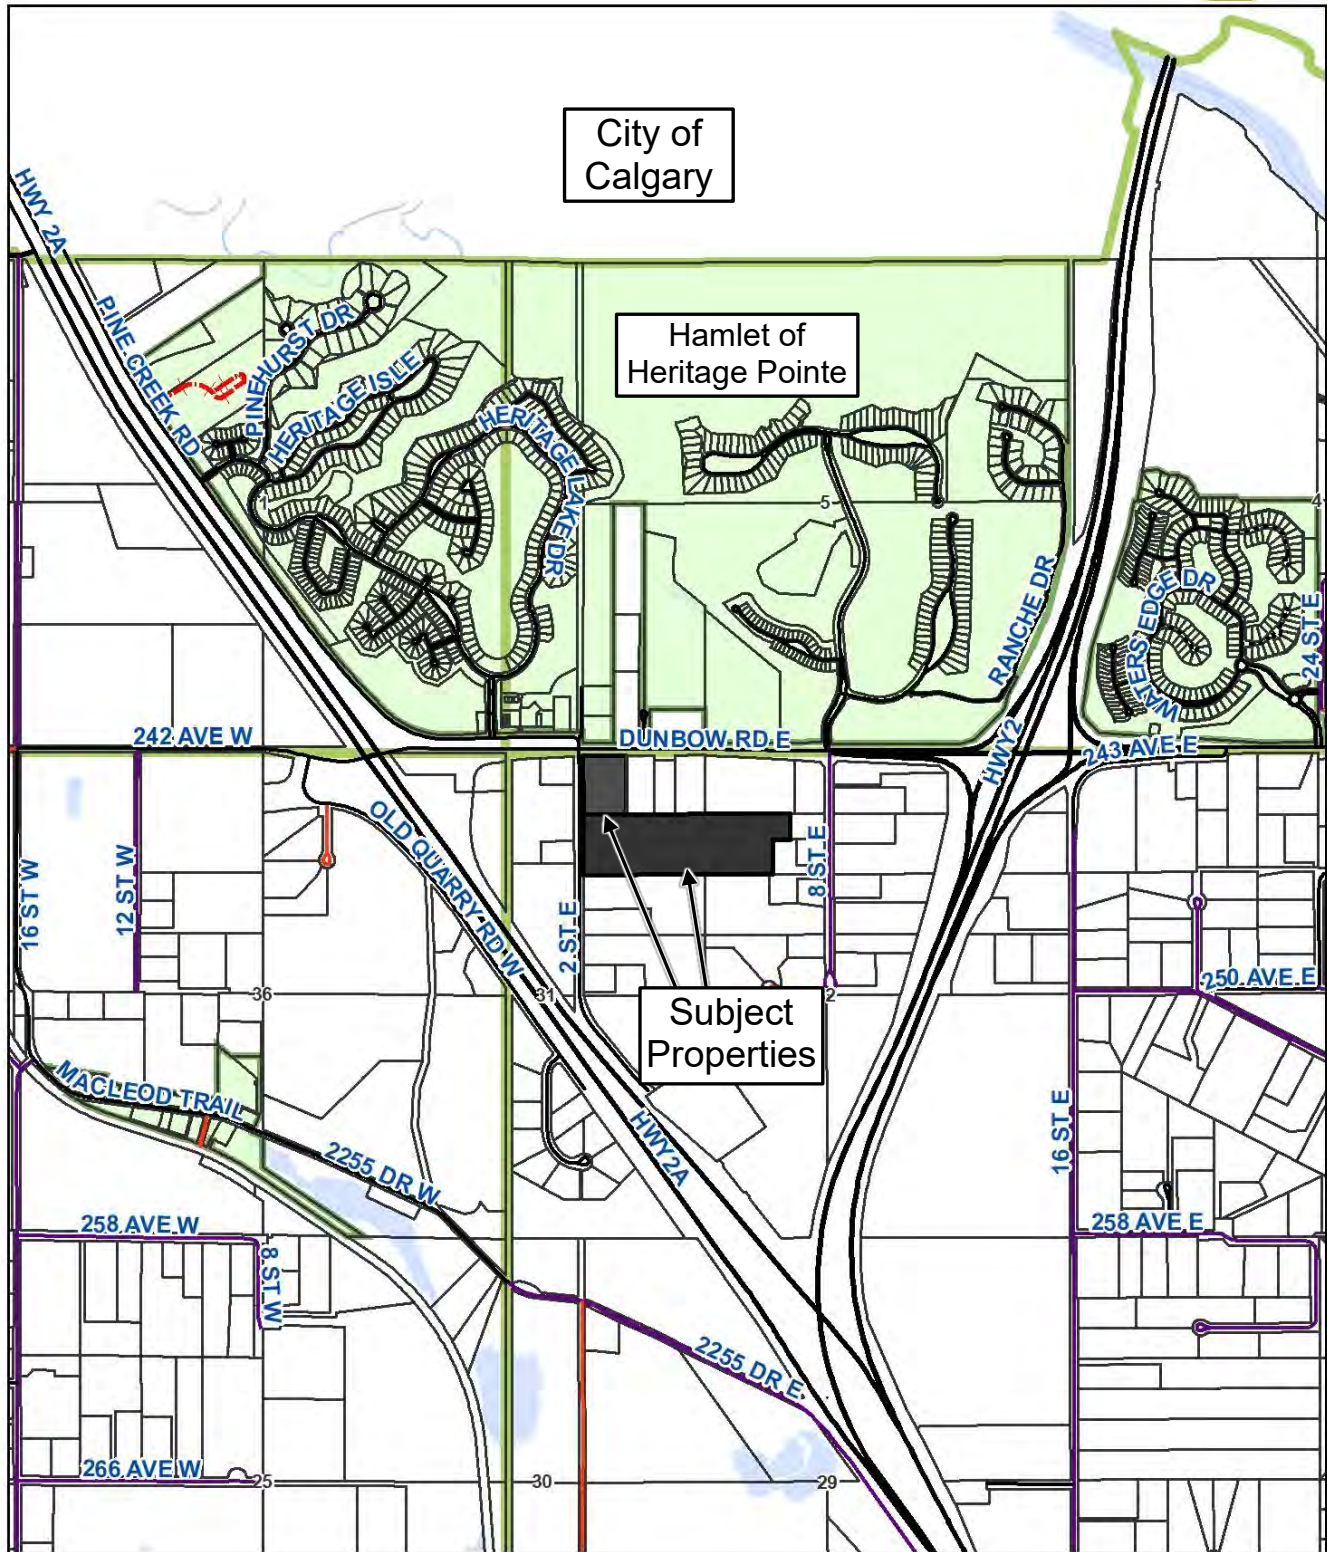 City of
Calgary
HWY 2A
PINE CREEK RD
PINEHURST DR
HERITAGE ISLE
HERITAGE LAKE DR
Hamlet of
Heritage Pointe
1
5
4
RANCHE DR
WATERS EDGE DR
24 ST E
242 AVE W
DUNBOW RD E
HWY2
243 AVE E
OLD QUARRY RD W
16 ST W
12 ST W
2 ST E
8 ST E
36
31
2
250 AVE E
Subject
Properties
MACLEOD TRAIL
2255 DR W
HWY2A
16 ST E
258 AVE W
258 AVE E
8 ST W
2255 DR E
266 AVE W
25
30
29